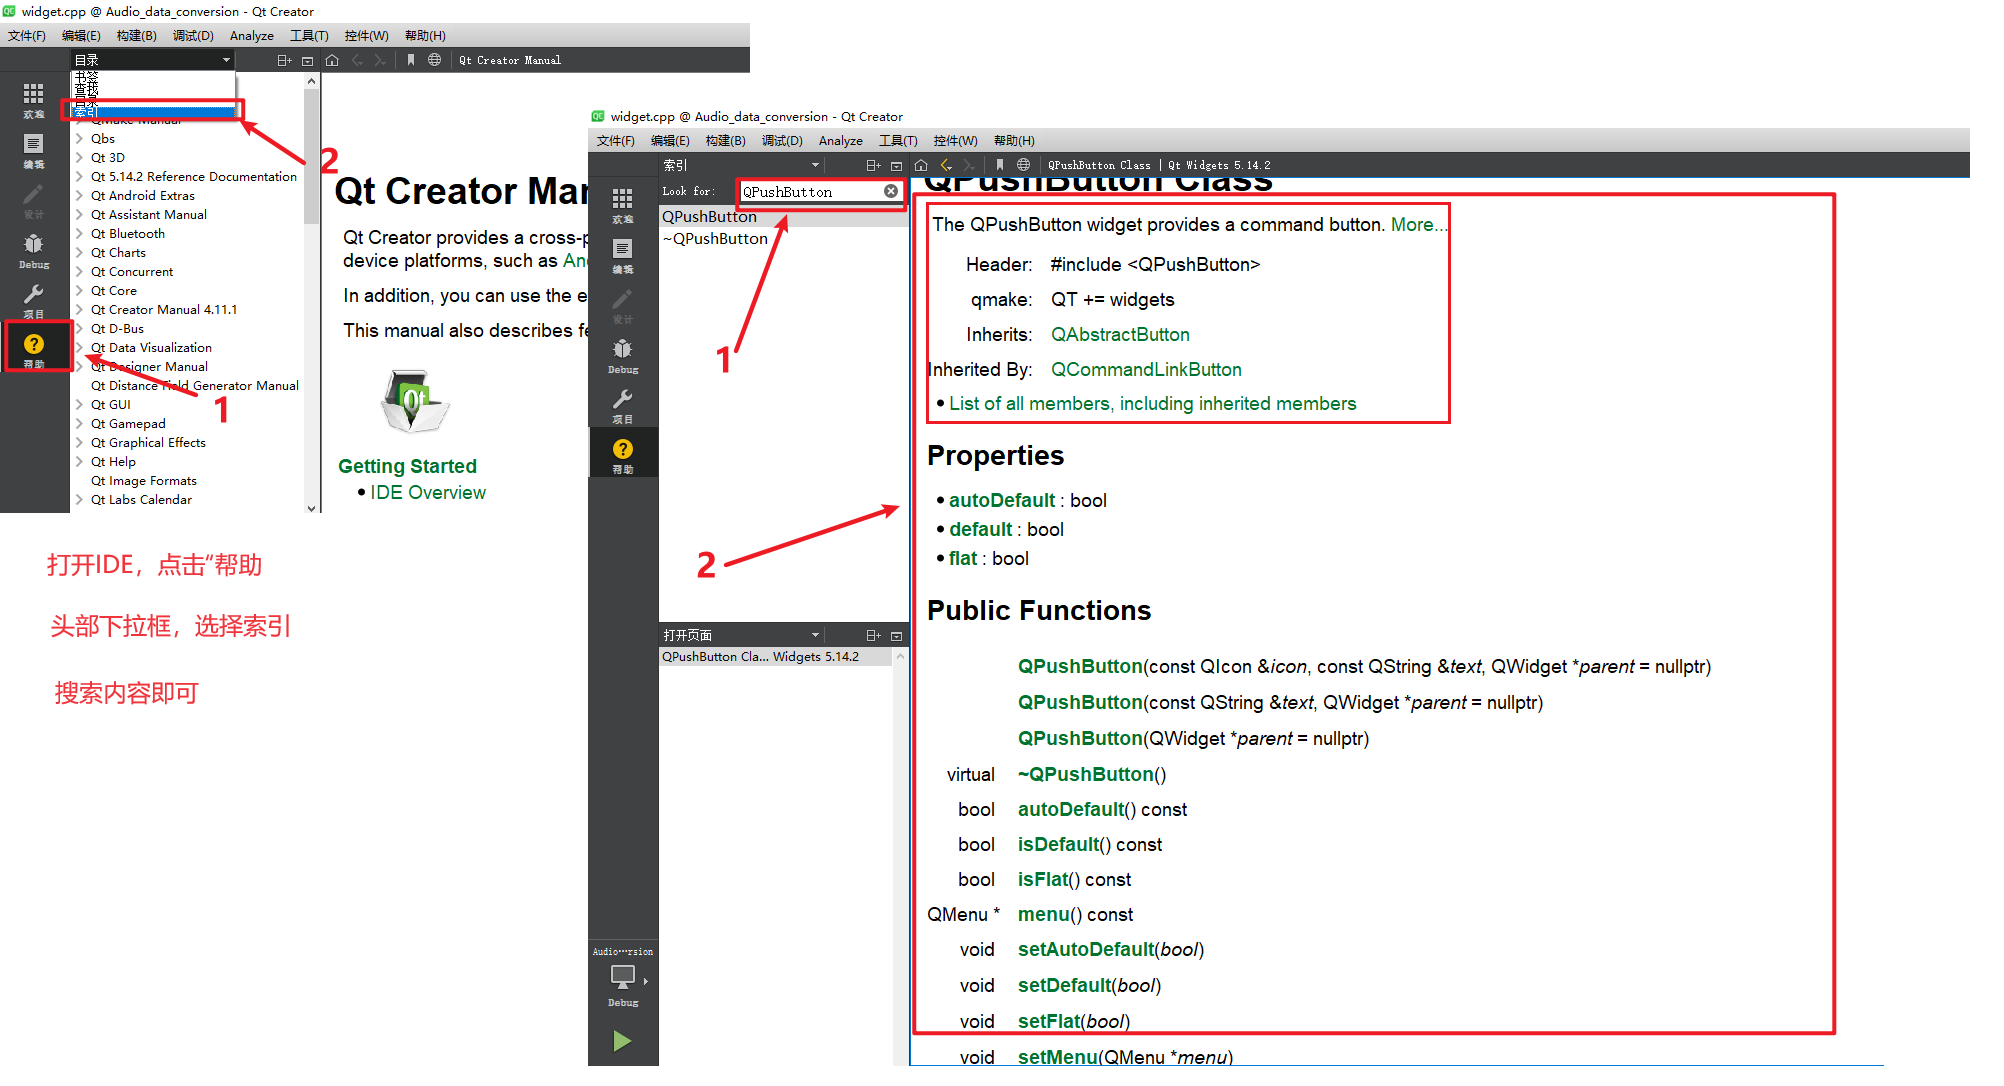 widget.cpp @ Audio_data_conversion - Qt Creator
文件(F) 编辑(E) 构建(B) 调试(D) Analyze 工具(T) 控件(W) 帮助(H)
目录
Qt Creator Manual
书签
查找
目录
索引
QMake Manual
Qbs
Qt 3D
Qt 5.14.2 Reference Documentation
Qt Android Extras
Qt Assistant Manual
Qt Bluetooth
Qt Charts
Qt Concurrent
Qt Core
Qt Creator Manual 4.11.1
Qt D-Bus
Qt Data Visualization
Qt Designer Manual
Qt Distance Field Generator Manual
Qt GUI
Qt Gamepad
Qt Graphical Effects
Qt Help
Qt Image Formats
Qt Labs Calendar
欢迎
编辑
设计
Debug
项目
帮助
1
2
Qt Creator Mar
Qt Creator provides a cross-p
device platforms, such as An
In addition, you can use the e
This manual also describes fe
Qt
Getting Started
• IDE Overview
打开IDE，点击“帮助
头部下拉框，选择索引
搜索内容即可
widget.cpp @ Audio_data_conversion - Qt Creator
文件(F) 编辑(E) 构建(B) 调试(D) Analyze 工具(T) 控件(W) 帮助(H)
索引
QPushButton Class | Qt Widgets 5.14.2
Look for: QPushButton
QPushButton
~QPushButton
欢迎
编辑
设计
Debug
项目
帮助
1
2
打开页面
QPushButton Cla... Widgets 5.14.2
Audio···rsion
Debug
QPushButton Class
The QPushButton widget provides a command button. More...
Header: #include <QPushButton>
qmake: QT += widgets
Inherits: QAbstractButton
Inherited By: QCommandLinkButton
• List of all members, including inherited members
Properties
• autoDefault : bool
• default : bool
• flat : bool
Public Functions
QPushButton(const QIcon &icon, const QString &text, QWidget *parent = nullptr)
QPushButton(const QString &text, QWidget *parent = nullptr)
QPushButton(QWidget *parent = nullptr)
virtual ~QPushButton()
bool autoDefault() const
bool isDefault() const
bool isFlat() const
QMenu * menu() const
void setAutoDefault(bool)
void setDefault(bool)
void setFlat(bool)
void setMenu(QMenu *menu)